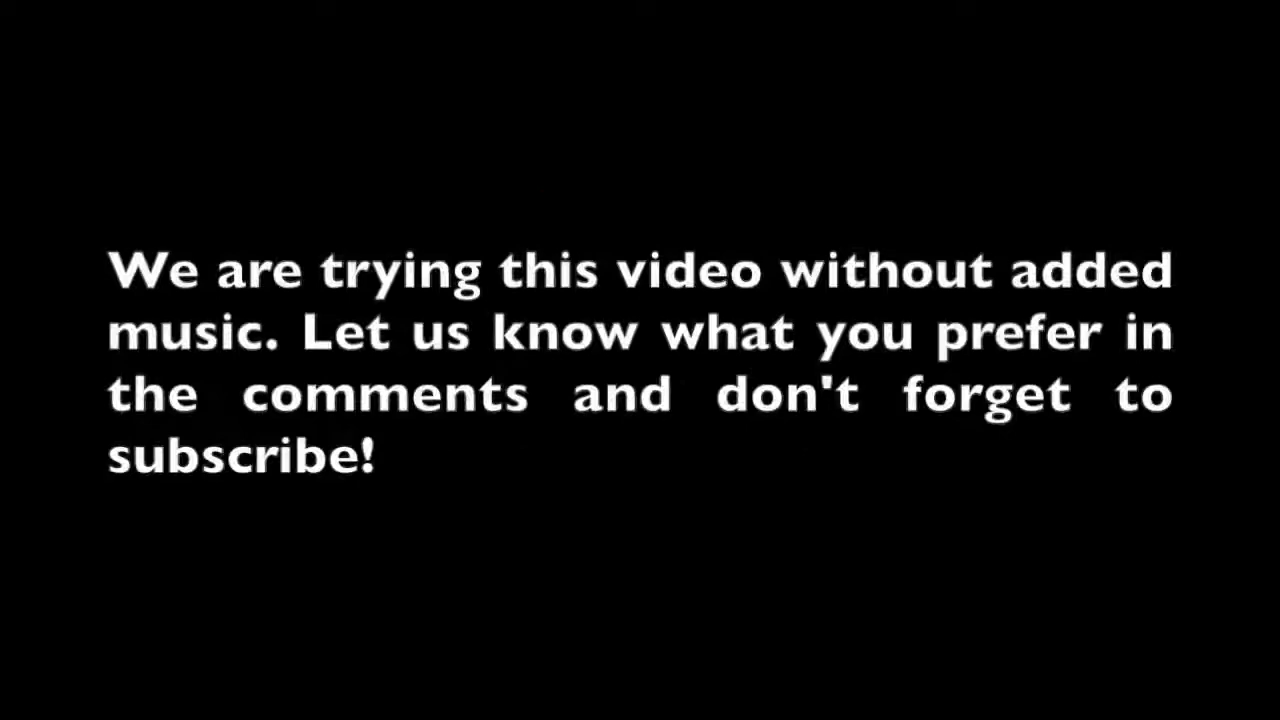 We are trying this video without added
music. Let us know what you prefer in
the comments and don't forget to
subscribe!